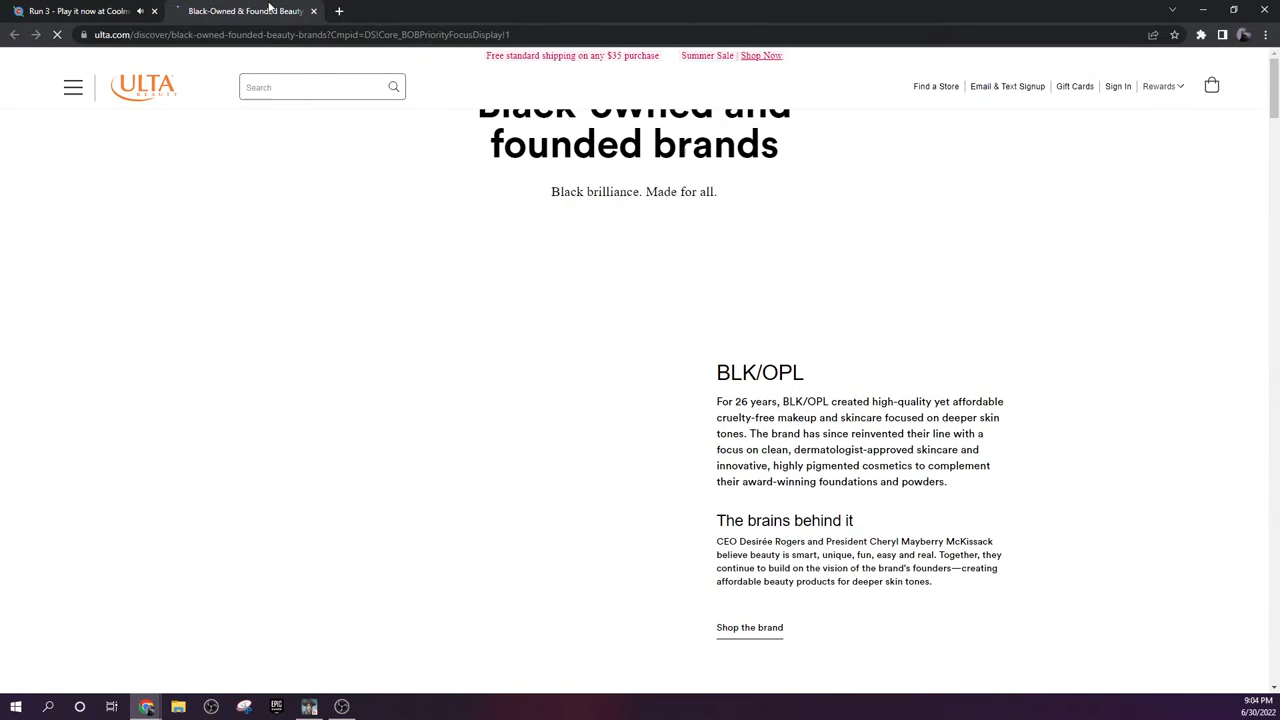 Run 3 - Play it now at Coolm
Black-Owned & Founded Beauty
ulta.com/discover/black-owned-founded-beauty-brands?Cmpid=DS!Core_BOBPriorityFocusDisplay!1
Free standard shipping on any $35 purchase
Summer Sale | Shop Now
ULTA
BEAUTY
Search
Find a Store
Email & Text Signup
Gift Cards
Sign In
Rewards
Black-owned and
founded brands
Black brilliance. Made for all.
BLK/OPL
For 26 years, BLK/OPL created high-quality yet affordable
cruelty-free makeup and skincare focused on deeper skin
tones. The brand has since reinvented their line with a
focus on clean, dermatologist-approved skincare and
innovative, highly pigmented cosmetics to complement
their award-winning foundations and powders.
The brains behind it
CEO Desirée Rogers and President Cheryl Mayberry McKissack
believe beauty is smart, unique, fun, easy and real. Together, they
continue to build on the vision of the brand's founders—creating
affordable beauty products for deeper skin tones.
Shop the brand
EPIC
9:04 PM
6/30/2022